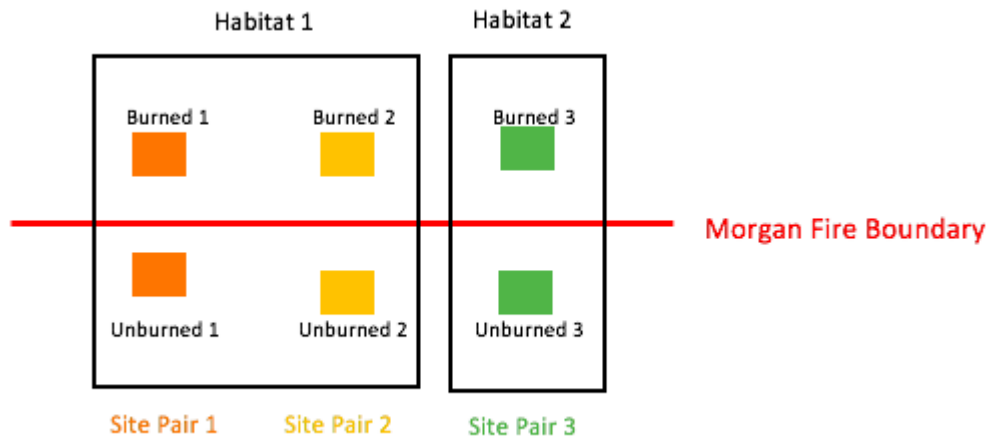 Habitat 1
Habitat 2
Burned 1
Burned 2
Burned 3
Morgan Fire Boundary
Unburned 1
Unburned 2
Unburned 3
Site Pair 1
Site Pair 2
Site Pair 3